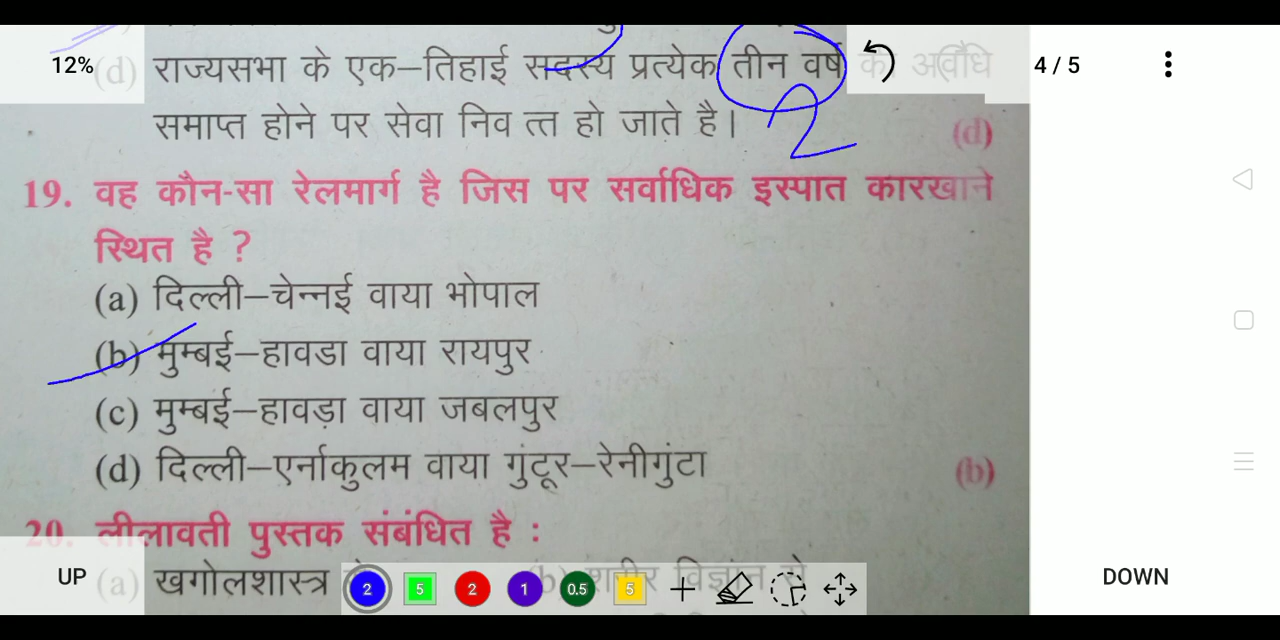 12%
(d) राज्यसभा के एक–तिहाई सदस्य प्रत्येक तीन वर्ष की अवधि
4 / 5
समाप्त होने पर सेवा निव त्त हो जाते है।
2
(d)
19. वह कौन-सा रेलमार्ग है जिस पर सर्वाधिक इस्पात कारखाने
स्थित है ?
(a) दिल्ली–चेन्नई वाया भोपाल
(b) मुम्बई–हावडा वाया रायपुर
(c) मुम्बई–हावड़ा वाया जबलपुर
(d) दिल्ली–एर्नाकुलम वाया गुंटूर–रेनीगुंटा
(b)
20. लीलावती पुस्तक संबंधित है :
UP
(a) खगोलशास्त्र
(b) शरीर विज्ञान से
2 5 2 1 0.5 5
DOWN